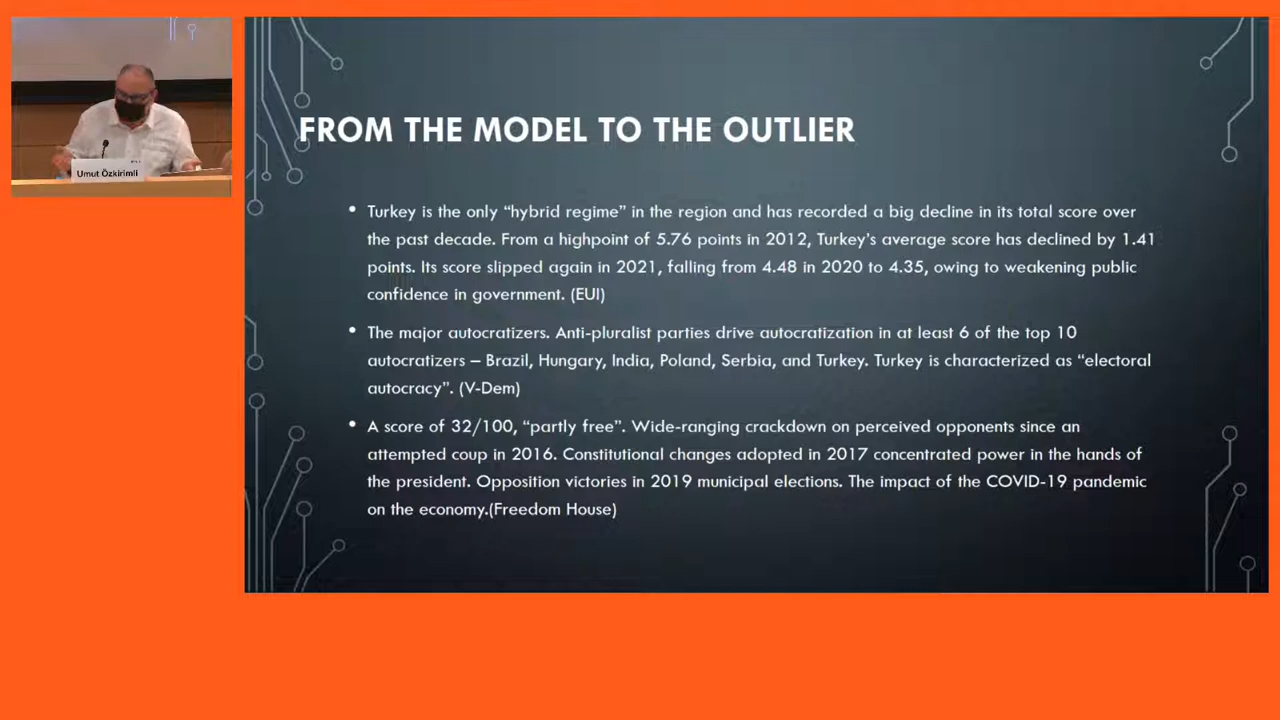 Umut Özkirimli
FROM THE MODEL TO THE OUTLIER
• Turkey is the only “hybrid regime” in the region and has recorded a big decline in its total score over
the past decade. From a highpoint of 5.76 points in 2012, Turkey’s average score has declined by 1.41
points. Its score slipped again in 2021, falling from 4.48 in 2020 to 4.35, owing to weakening public
confidence in government. (EUI)
• The major autocratizers. Anti-pluralist parties drive autocratization in at least 6 of the top 10
autocratizers – Brazil, Hungary, India, Poland, Serbia, and Turkey. Turkey is characterized as “electoral
autocracy”. (V-Dem)
• A score of 32/100, “partly free”. Wide-ranging crackdown on perceived opponents since an
attempted coup in 2016. Constitutional changes adopted in 2017 concentrated power in the hands of
the president. Opposition victories in 2019 municipal elections. The impact of the COVID-19 pandemic
on the economy.(Freedom House)